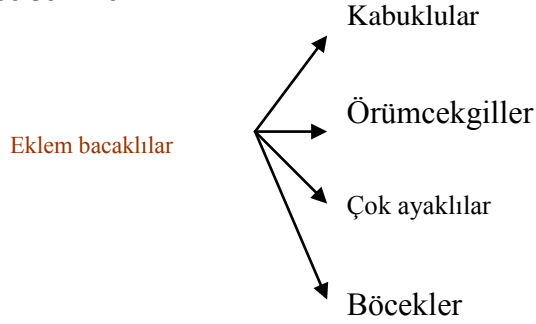 Kabuklular
Örümcekgiller
Eklem bacaklılar
Çok ayaklılar
Böcekler